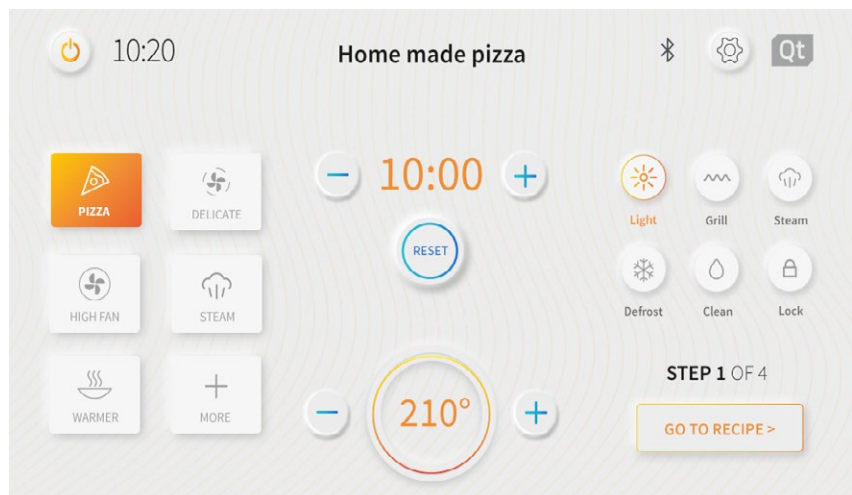 10:20
Home made pizza
Qt
PIZZA
DELICATE
HIGH FAN
STEAM
WARMER
MORE
10:00
RESET
210°
Light
Grill
Steam
Defrost
Clean
Lock
STEP 1 OF 4
GO TO RECIPE >